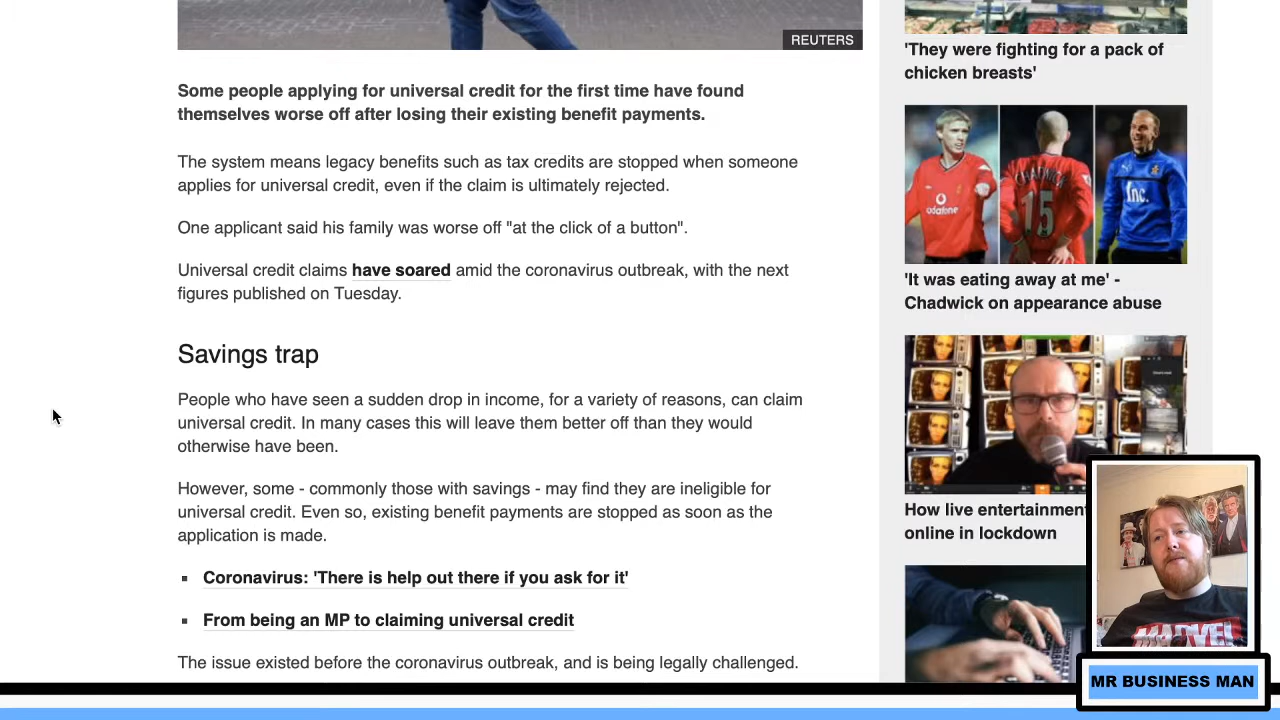 REUTERS
Some people applying for universal credit for the first time have found
themselves worse off after losing their existing benefit payments.
The system means legacy benefits such as tax credits are stopped when someone
applies for universal credit, even if the claim is ultimately rejected.
One applicant said his family was worse off "at the click of a button".
Universal credit claims have soared amid the coronavirus outbreak, with the next
figures published on Tuesday.
Savings trap
People who have seen a sudden drop in income, for a variety of reasons, can claim
universal credit. In many cases this will leave them better off than they would
otherwise have been.
However, some - commonly those with savings - may find they are ineligible for
universal credit. Even so, existing benefit payments are stopped as soon as the
application is made.
▪ Coronavirus: 'There is help out there if you ask for it'
▪ From being an MP to claiming universal credit
The issue existed before the coronavirus outbreak, and is being legally challenged.
'They were fighting for a pack of
chicken breasts'
vodafone
CHADWICK
15
Inc.
'It was eating away at me' -
Chadwick on appearance abuse
How live entertainment
online in lockdown
MARVEL
MR BUSINESS MAN